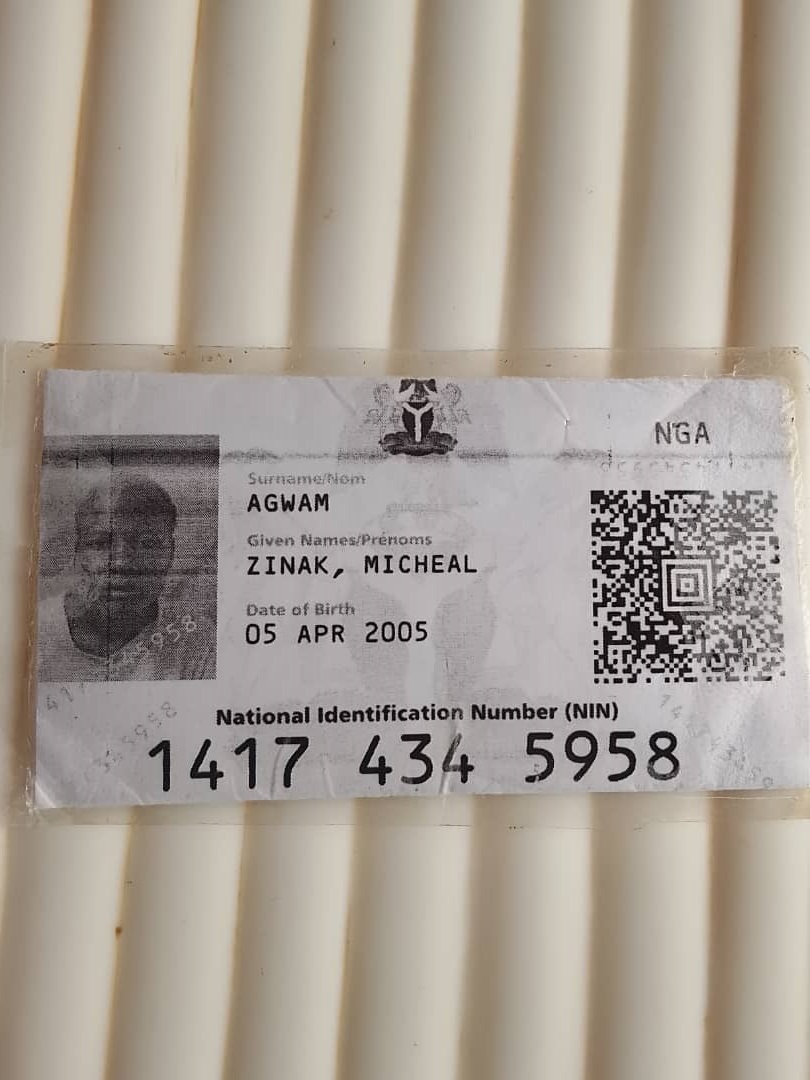 NGA
Surname/Nom
AGWAM
Given Names/Prénoms
ZINAK, MICHEAL
Date of Birth
05 APR 2005
National Identification Number (NIN)
1417 434 5958